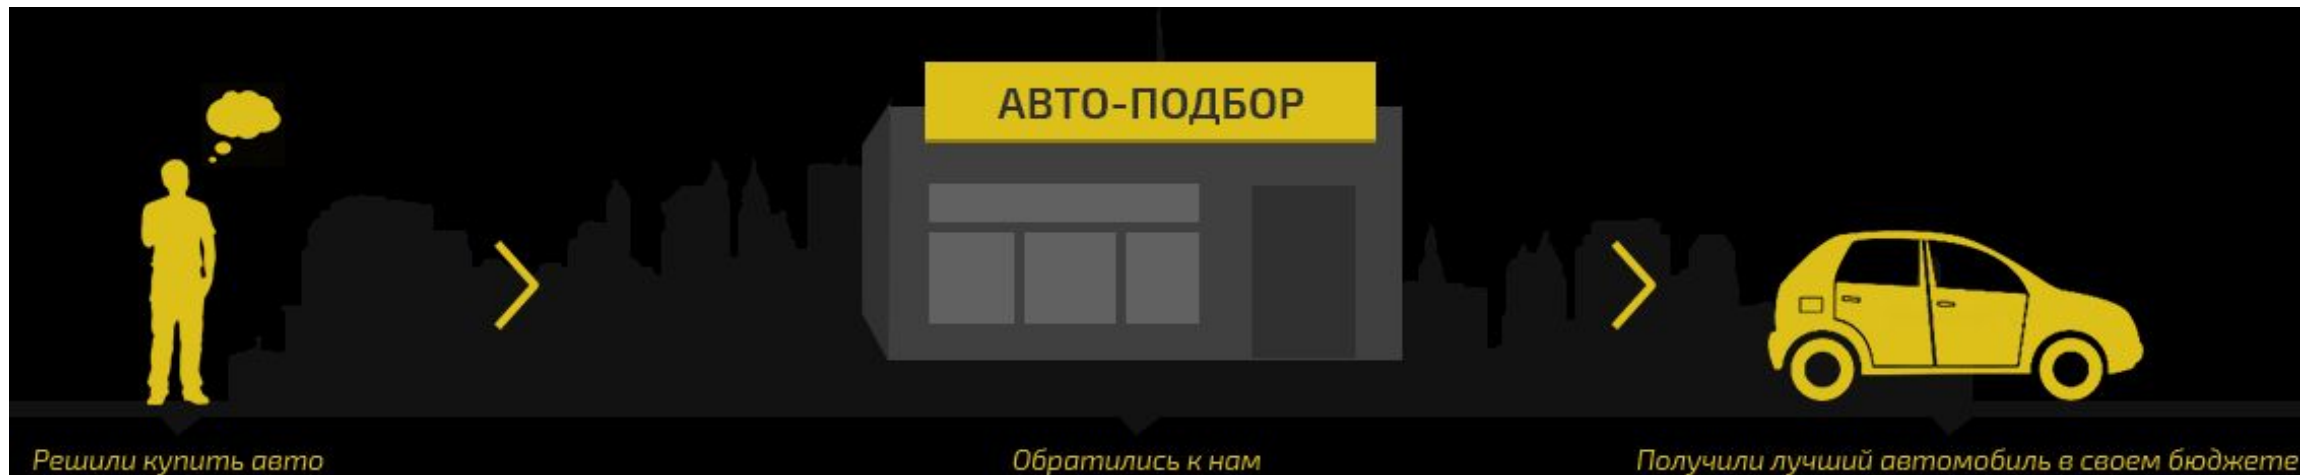 АВТО-ПОДБОР
Решили купить авто
Обратились к нам
Получили лучший автомобиль в своем бюджете